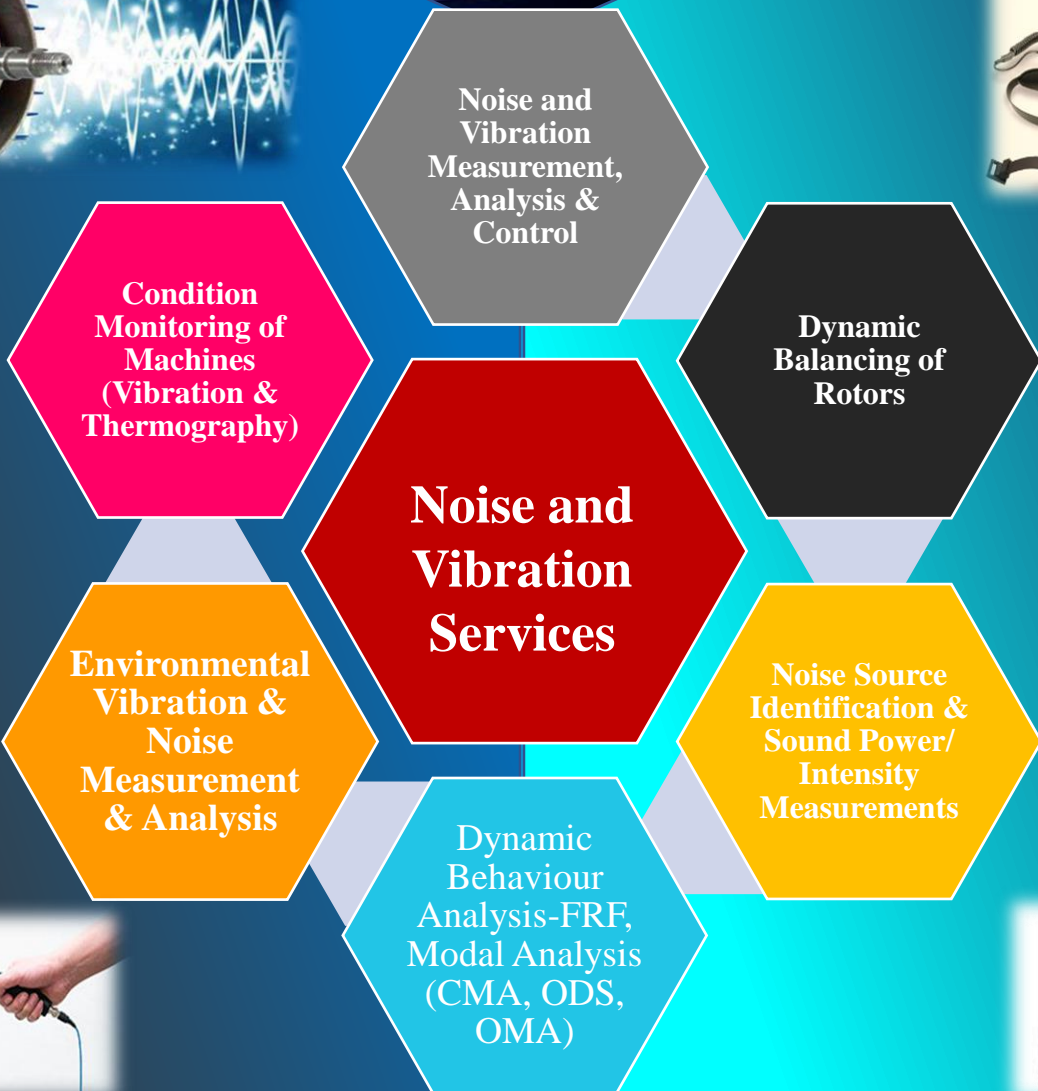 Noise and
Vibration
Measurement,
Analysis &
Control
Condition
Monitoring of
Machines
(Vibration &
Thermography)
Dynamic
Balancing of
Rotors
Noise and
Vibration
Services
Environmental
Vibration &
Noise
Measurement
& Analysis
Noise Source
Identification &
Sound Power/
Intensity
Measurements
Dynamic
Behaviour
Analysis-FRF,
Modal Analysis
(CMA, ODS,
OMA)